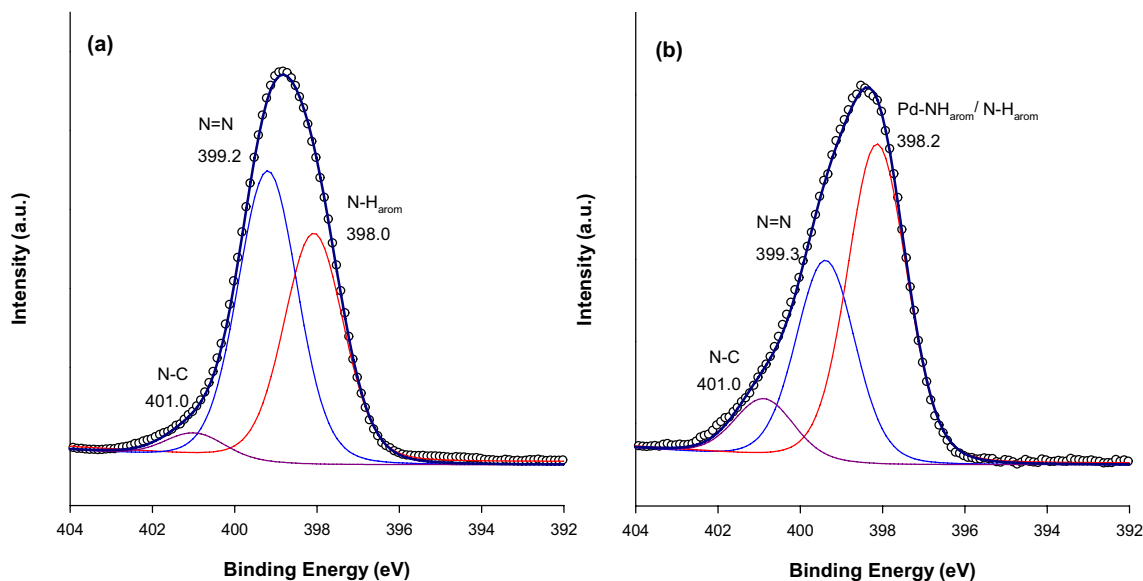 (a)
N=N
399.2
N-Harom
398.0
N-C
401.0
Intensity (a.u.)
404 402 400 398 396 394 392
Binding Energy (eV)
(b)
Pd-NHarom/ N-Harom
398.2
N=N
399.3
N-C
401.0
Intensity (a.u.)
404 402 400 398 396 394 392
Binding Energy (eV)